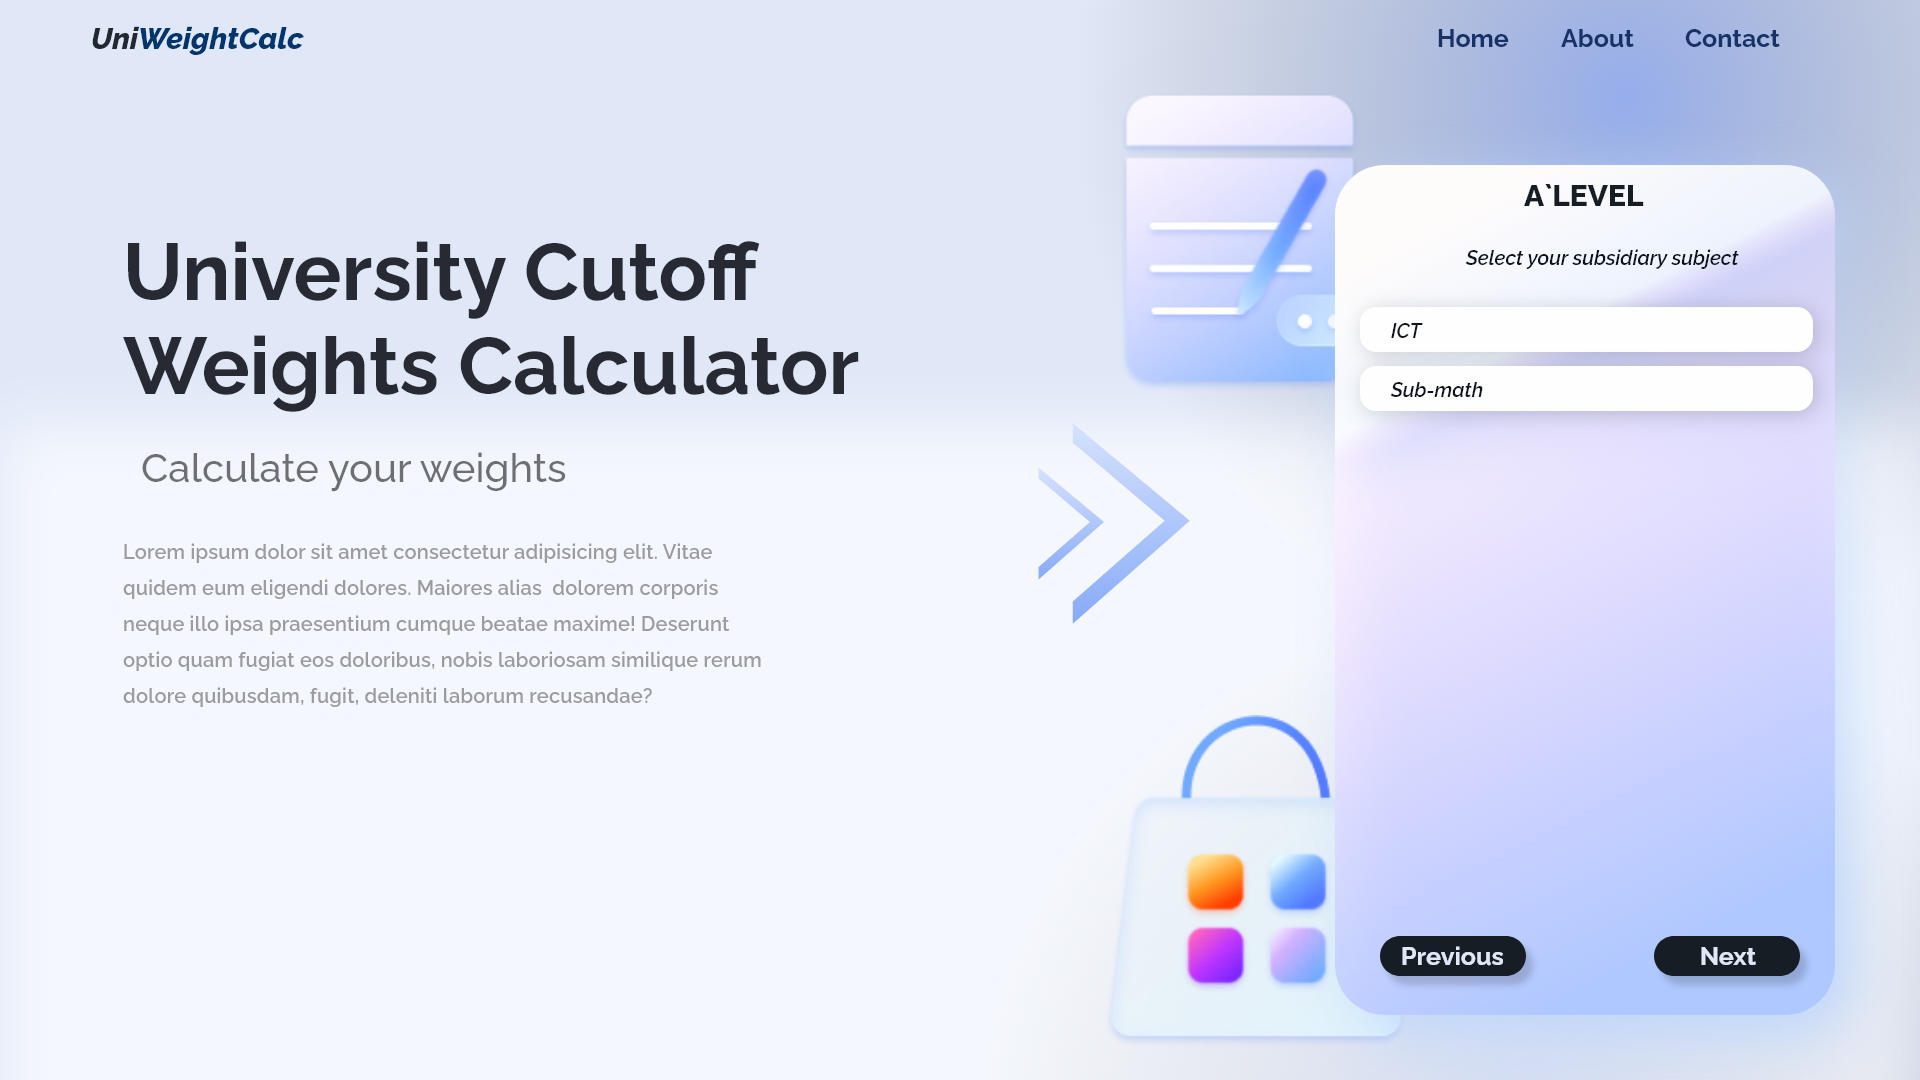 UniWeightCalc
Home About Contact
University Cutoff
Weights Calculator
Calculate your weights
Lorem ipsum dolor sit amet consectetur adipisicing elit. Vitae
quidem eum eligendi dolores. Maiores alias  dolorem corporis
neque illo ipsa praesentium cumque beatae maxime! Deserunt
optio quam fugiat eos doloribus, nobis laboriosam similique rerum
dolore quibusdam, fugit, deleniti laborum recusandae?
A`LEVEL
Select your subsidiary subject
ICT
Sub-math
Previous Next